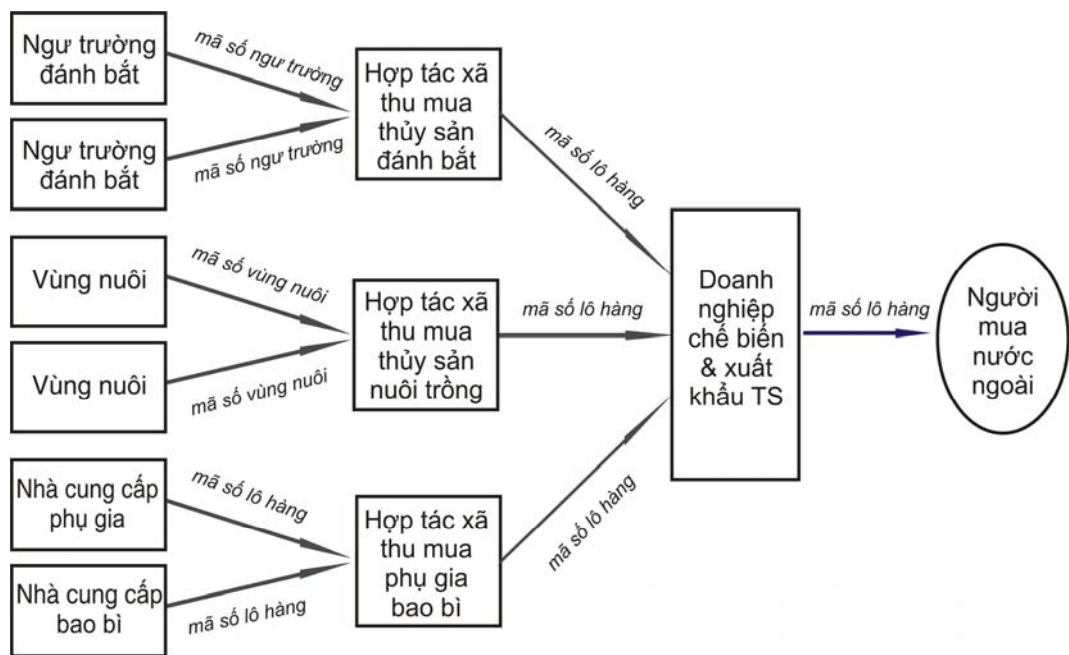 Ngư trường
đánh bắt
mã số ngư trường
Ngư trường
đánh bắt
mã số ngư trường
Hợp tác xã
thu mua
thủy sản
đánh bắt
mã số lô hàng
Vùng nuôi
mã số vùng nuôi
Vùng nuôi
mã số vùng nuôi
Hợp tác xã
thu mua
thủy sản
nuôi trồng
mã số lô hàng
Nhà cung cấp
phụ gia
mã số lô hàng
Nhà cung cấp
bao bì
mã số lô hàng
Hợp tác xã
thu mua
phụ gia
bao bì
mã số lô hàng
Doanh
nghiệp
chế biến
& xuất
khẩu TS
mã số lô hàng
Người
mua
nước
ngoài